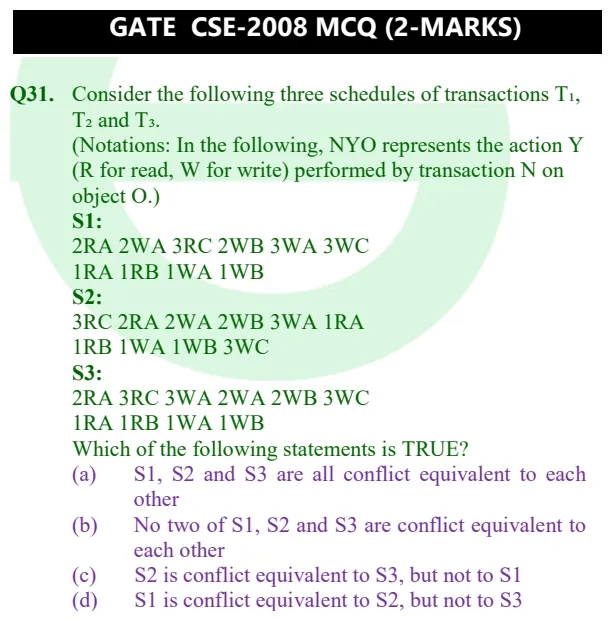 GATE CSE-2008 MCQ (2-MARKS)
Q31. Consider the following three schedules of transactions T₁,
T₂ and T₃.
(Notations: In the following, NYO represents the action Y
(R for read, W for write) performed by transaction N on
object O.)
S1:
2RA 2WA 3RC 2WB 3WA 3WC
1RA 1RB 1WA 1WB
S2:
3RC 2RA 2WA 2WB 3WA 1RA
1RB 1WA 1WB 3WC
S3:
2RA 3RC 3WA 2WA 2WB 3WC
1RA 1RB 1WA 1WB
Which of the following statements is TRUE?
(a) S1, S2 and S3 are all conflict equivalent to each
other
(b) No two of S1, S2 and S3 are conflict equivalent to
each other
(c) S2 is conflict equivalent to S3, but not to S1
(d) S1 is conflict equivalent to S2, but not to S3